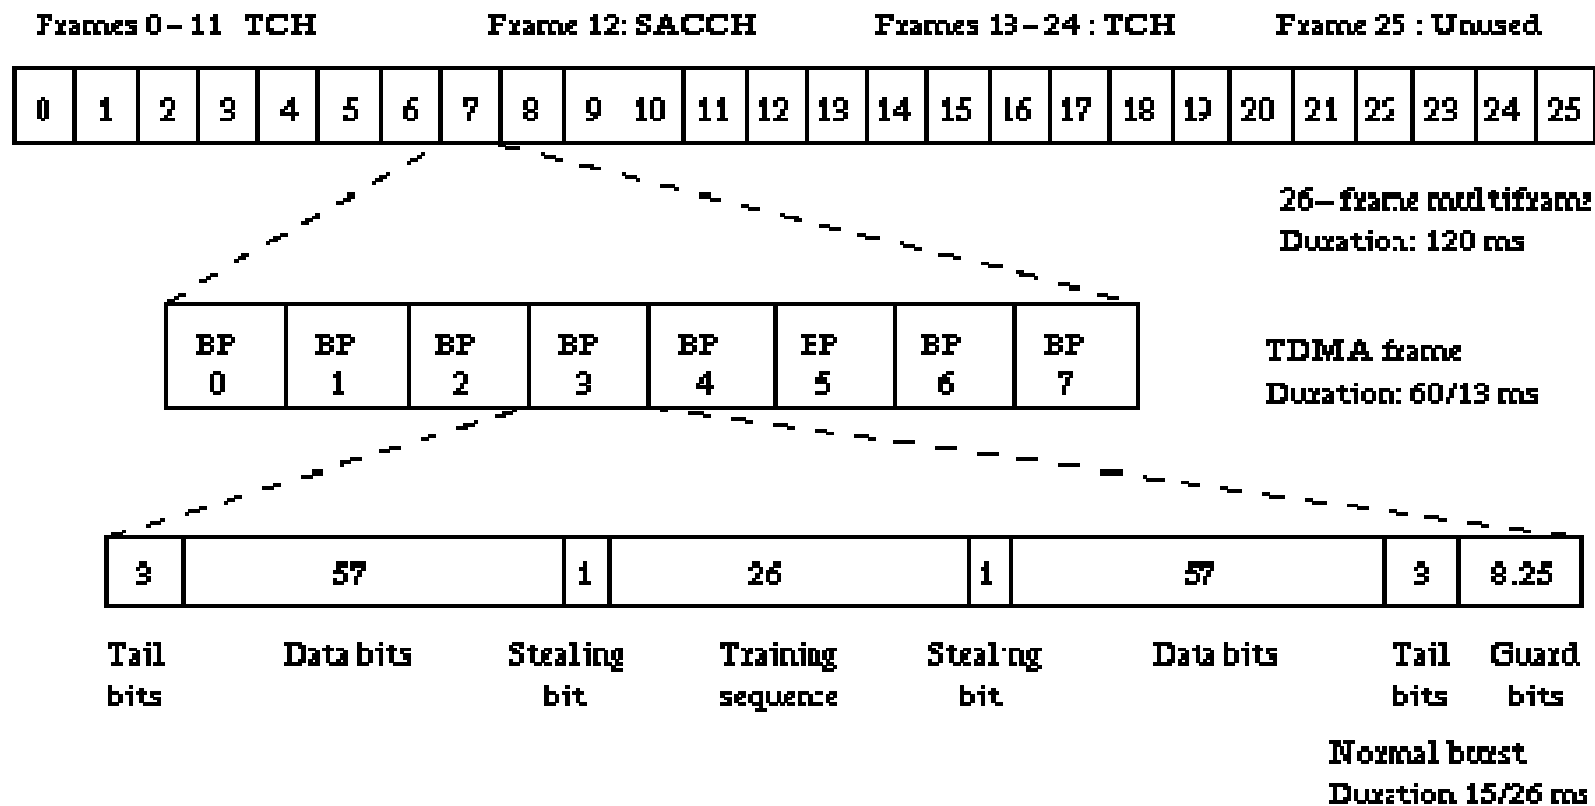 Frames 0-11 TCH Frame 12: SACCH Frames 13-24 : TCH Frame 25 : Unused
0 1 2 3 4 5 6 7 8 9 10 11 12 13 14 15 16 17 18 19 20 21 22 23 24 25
26-frame multiframe
Duration: 120 ms
BP BP BP BP BP BP BP BP
0 1 2 3 4 5 6 7
TDMA frame
Duration: 60/13 ms
3 57 1 26 1 57 3 8.25
Tail Data bits Stealing Training Stealing Data bits Tail Guard
bits bit sequence bit bits bits
Normal burst
Duration 15/26 ms